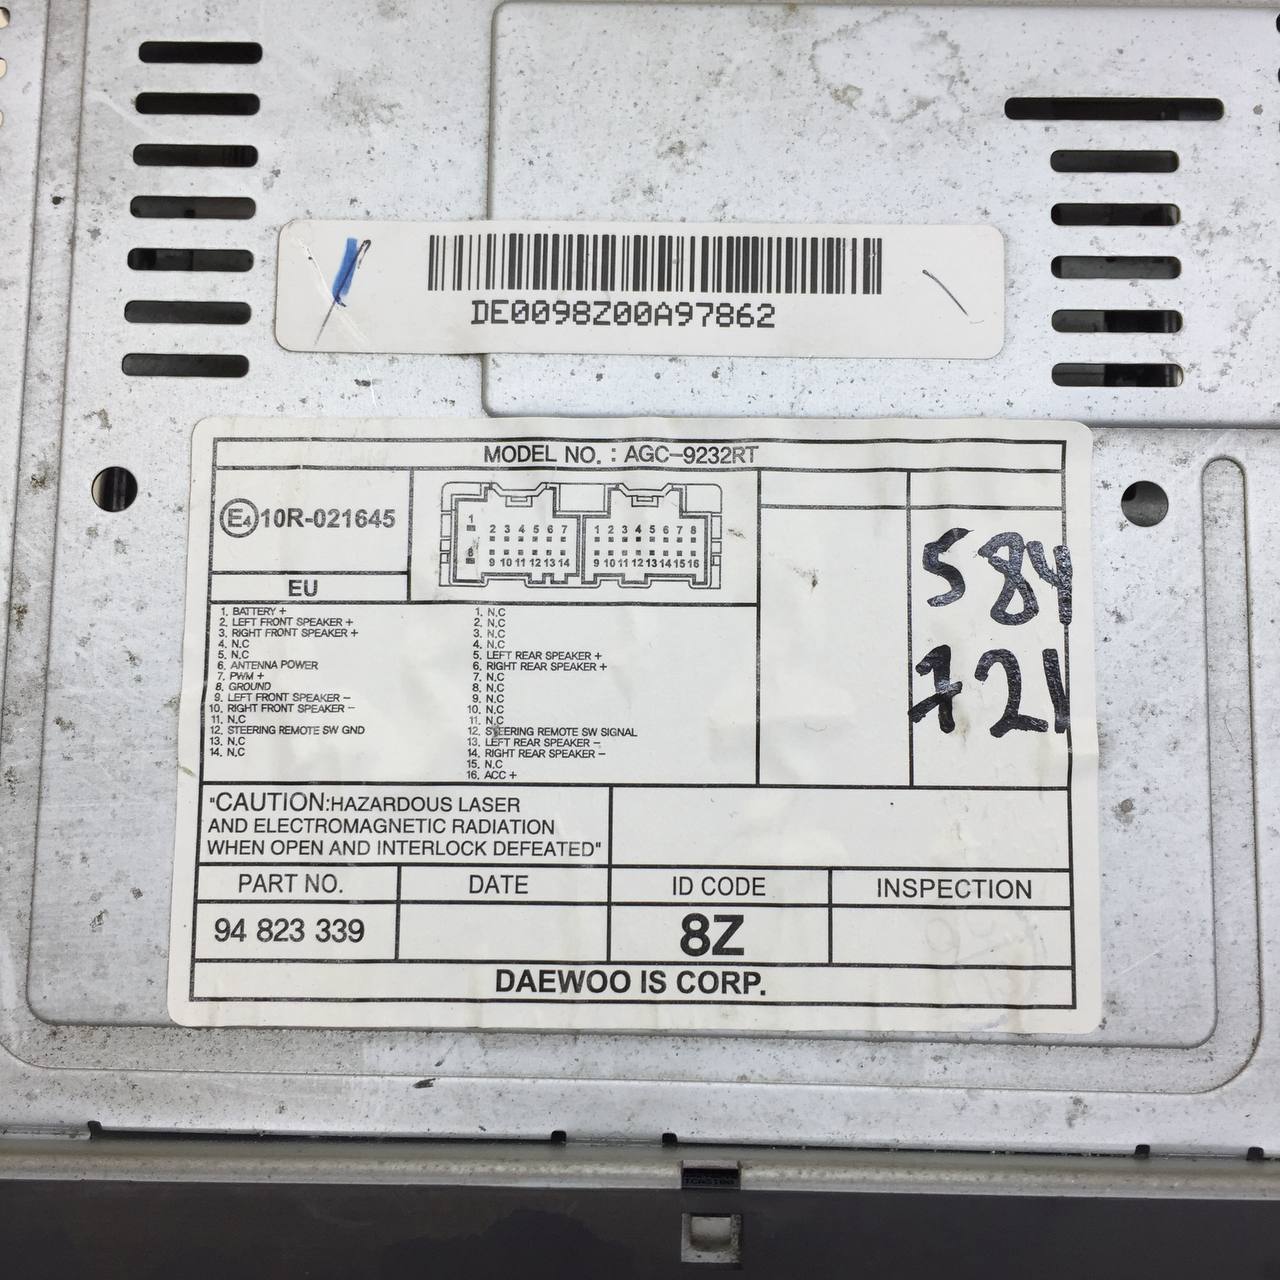 DE0098Z00A97862
MODEL NO. : AGC-9232RT
E4 10R-021645
EU
1 2 3 4 5 6 7
8 9 10 11 12 13 14
1 2 3 4 5 6 7 8
9 10 11 12 13 14 15 16
1. BATTERY +
2. LEFT FRONT SPEAKER +
3. RIGHT FRONT SPEAKER +
4. N.C
5. N.C
6. ANTENNA POWER
7. PWM +
8. GROUND
9. LEFT FRONT SPEAKER -
10. RIGHT FRONT SPEAKER -
11. N.C
12. STEERING REMOTE SW GND
13. N.C
14. N.C
1. N.C
2. N.C
3. N.C
4. N.C
5. LEFT REAR SPEAKER +
6. RIGHT REAR SPEAKER +
7. N.C
8. N.C
9. N.C
10. N.C
11. N.C
12. STEERING REMOTE SW SIGNAL
13. LEFT REAR SPEAKER -
14. RIGHT REAR SPEAKER -
15. N.C
16. ACC +
584
721
"CAUTION:HAZARDOUS LASER
AND ELECTROMAGNETIC RADIATION
WHEN OPEN AND INTERLOCK DEFEATED"
PART NO. DATE ID CODE INSPECTION
94 823 339 8Z
DAEWOO IS CORP.